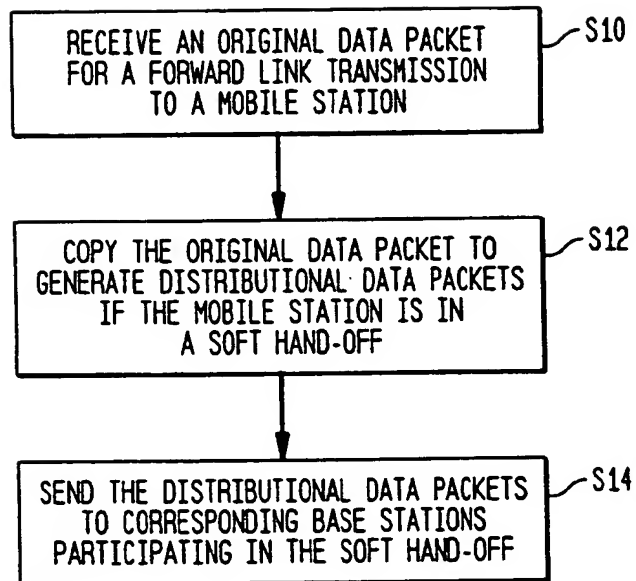 RECEIVE AN ORIGINAL DATA PACKET
FOR A FORWARD LINK TRANSMISSION
TO A MOBILE STATION
S10
COPY THE ORIGINAL DATA PACKET TO
GENERATE DISTRIBUTIONAL DATA PACKETS
IF THE MOBILE STATION IS IN
A SOFT HAND-OFF
S12
SEND THE DISTRIBUTIONAL DATA PACKETS
TO CORRESPONDING BASE STATIONS
PARTICIPATING IN THE SOFT HAND-OFF
S14